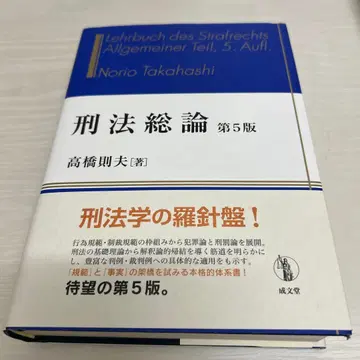 Lehrbuch des Strafrechts
Allgemeiner Teil, 5. Aufl.
Norio Takahashi
刑法総論 第5版
高橋則夫[著]
刑法学の羅針盤!
行為規範・制裁規範の枠組みから犯罪論と刑罰論を展開。
刑法の基礎理論から解釈論的帰結を導く筋道を明らかに
し、豊富な判例・裁判例への具体的な適用をも示す。
「規範」と「事実」の架橋を試みる本格的体系書!
待望の第5版。
成文堂